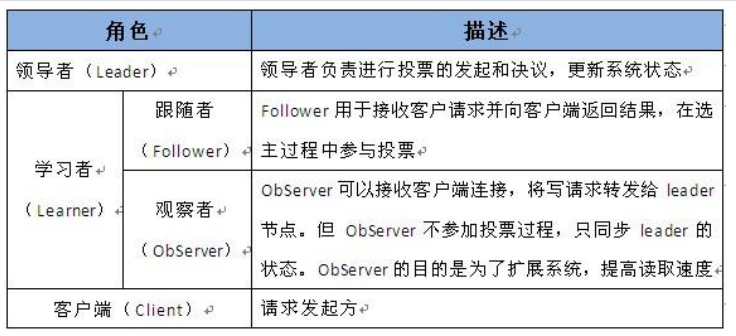 角色 描述
领导者（Leader） 领导者负责进行投票的发起和决议，更新系统状态
学习者
（Learner）
跟随者
（Follower）
Follower 用于接收客户请求并向客户端返回结果，在选
主过程中参与投票
观察者
（ObServer）
ObServer 可以接收客户端连接，将写请求转发给 leader
节点。但 ObServer 不参加投票过程，只同步 leader 的
状态。ObServer 的目的是为了扩展系统，提高读取速度
客户端（Client） 请求发起方